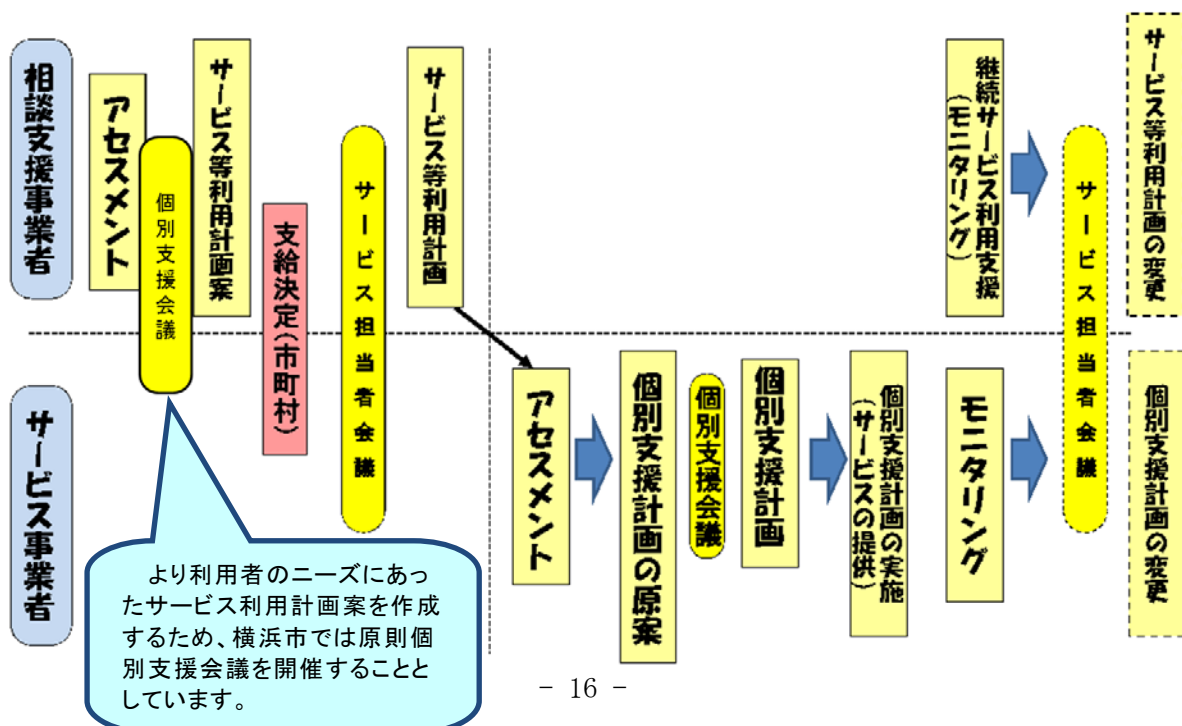 相談支援事業者
アセスメント
個別支援会議
サービス等利用計画案
支給決定(市町村)
サービス担当者会議
サービス等利用計画
継続サービス利用支援
(モニタリング)
サービス担当者会議
サービス等利用計画の変更
サービス事業者
アセスメント
個別支援計画の原案
個別支援会議
個別支援計画
個別支援計画の実施
(サービスの提供)
モニタリング
個別支援計画の変更
より利用者のニーズにあっ
たサービス利用計画案を作成
するため、横浜市では原則個
別支援会議を開催することと
しています。
- 16 -